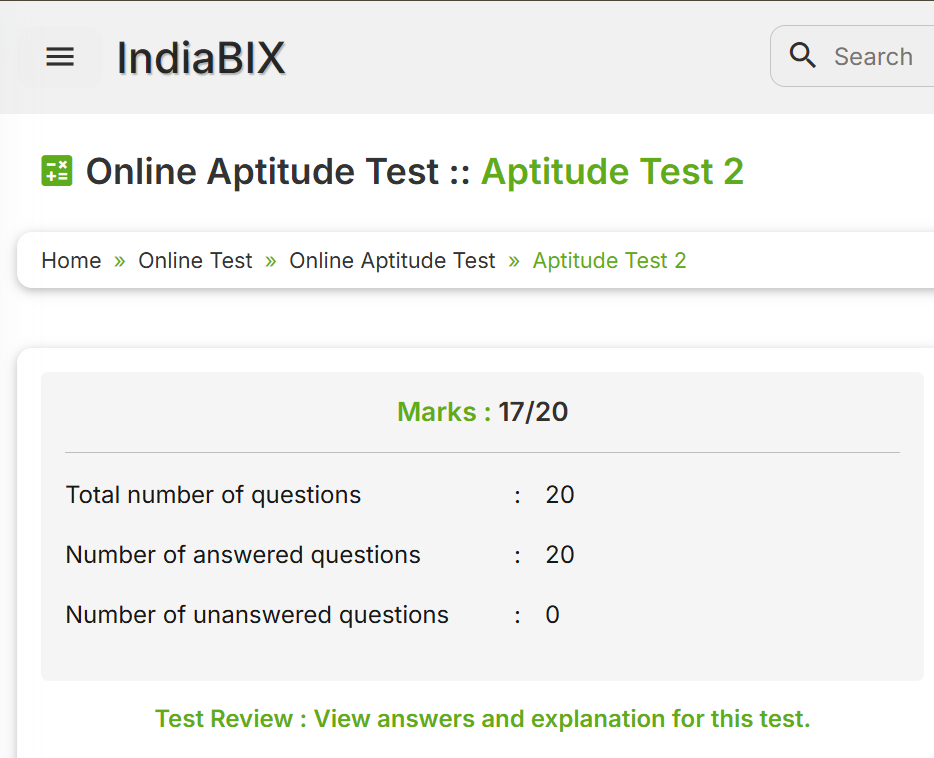 IndiaBIX
Search
Online Aptitude Test :: Aptitude Test 2
Home » Online Test » Online Aptitude Test » Aptitude Test 2
Marks : 17/20
Total number of questions : 20
Number of answered questions : 20
Number of unanswered questions : 0
Test Review : View answers and explanation for this test.